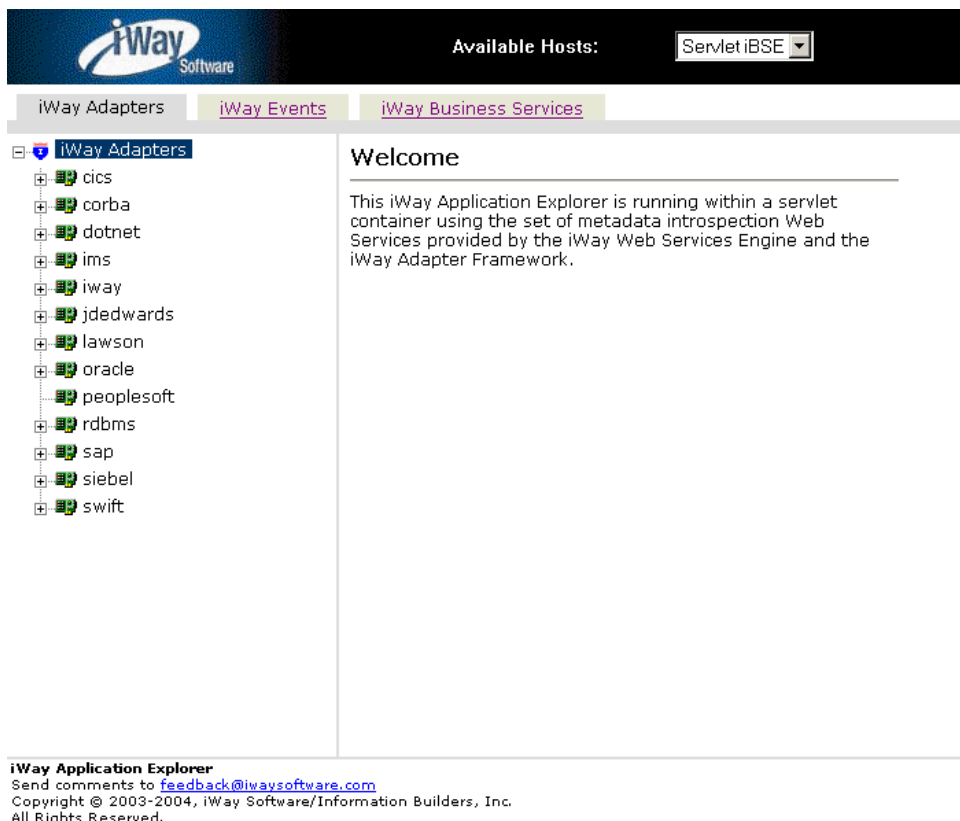 iWay
Software
Available Hosts:
Servlet iBSE
iWay Adapters
iWay Events
iWay Business Services
iWay Adapters
cics
corba
dotnet
ims
iway
jdedwards
lawson
oracle
peoplesoft
rdbms
sap
siebel
swift
Welcome
This iWay Application Explorer is running within a servlet
container using the set of metadata introspection Web
Services provided by the iWay Web Services Engine and the
iWay Adapter Framework.
iWay Application Explorer
Send comments to feedback@iwaysoftware.com
Copyright © 2003-2004, iWay Software/Information Builders, Inc.
All Rights Reserved.